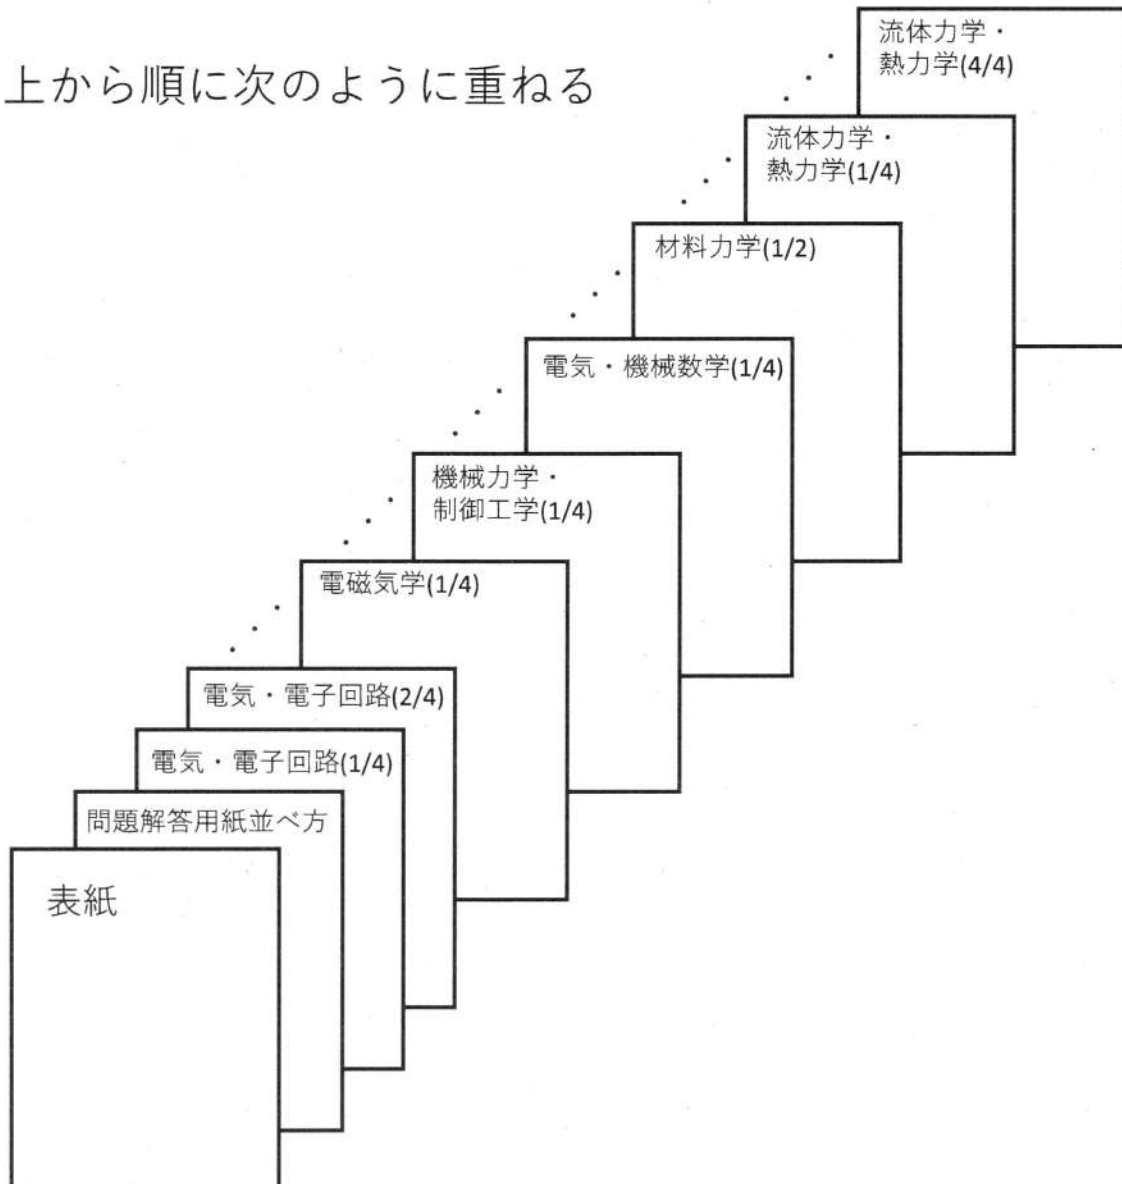 上から順に次のように重ねる
流体力学・
熱力学(4/4)
流体力学・
熱力学(1/4)
材料力学(1/2)
電気・機械数学(1/4)
機械力学・
制御工学(1/4)
電磁気学(1/4)
電気・電子回路(2/4)
電気・電子回路(1/4)
問題解答用紙並べ方
表紙